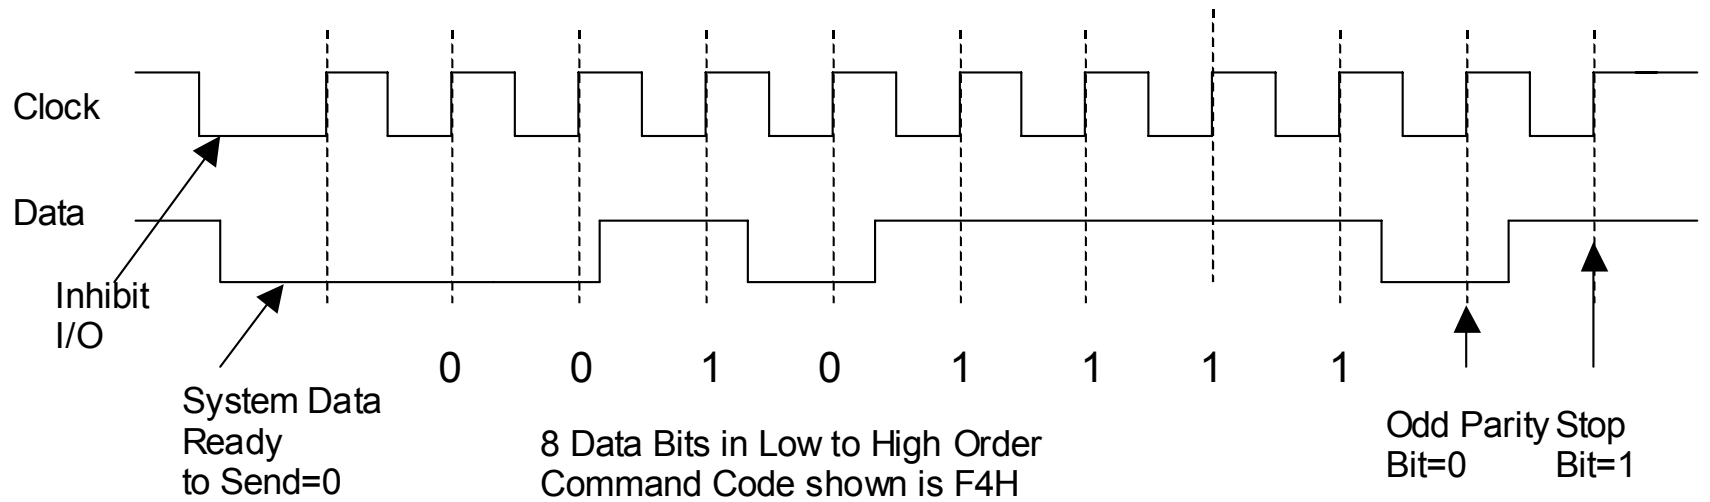 Clock
Data
Inhibit
I/O
0 0 1 0 1 1 1 1
System Data
Ready
to Send=0
8 Data Bits in Low to High Order
Command Code shown is F4H
Odd Parity
Bit=0
Stop
Bit=1